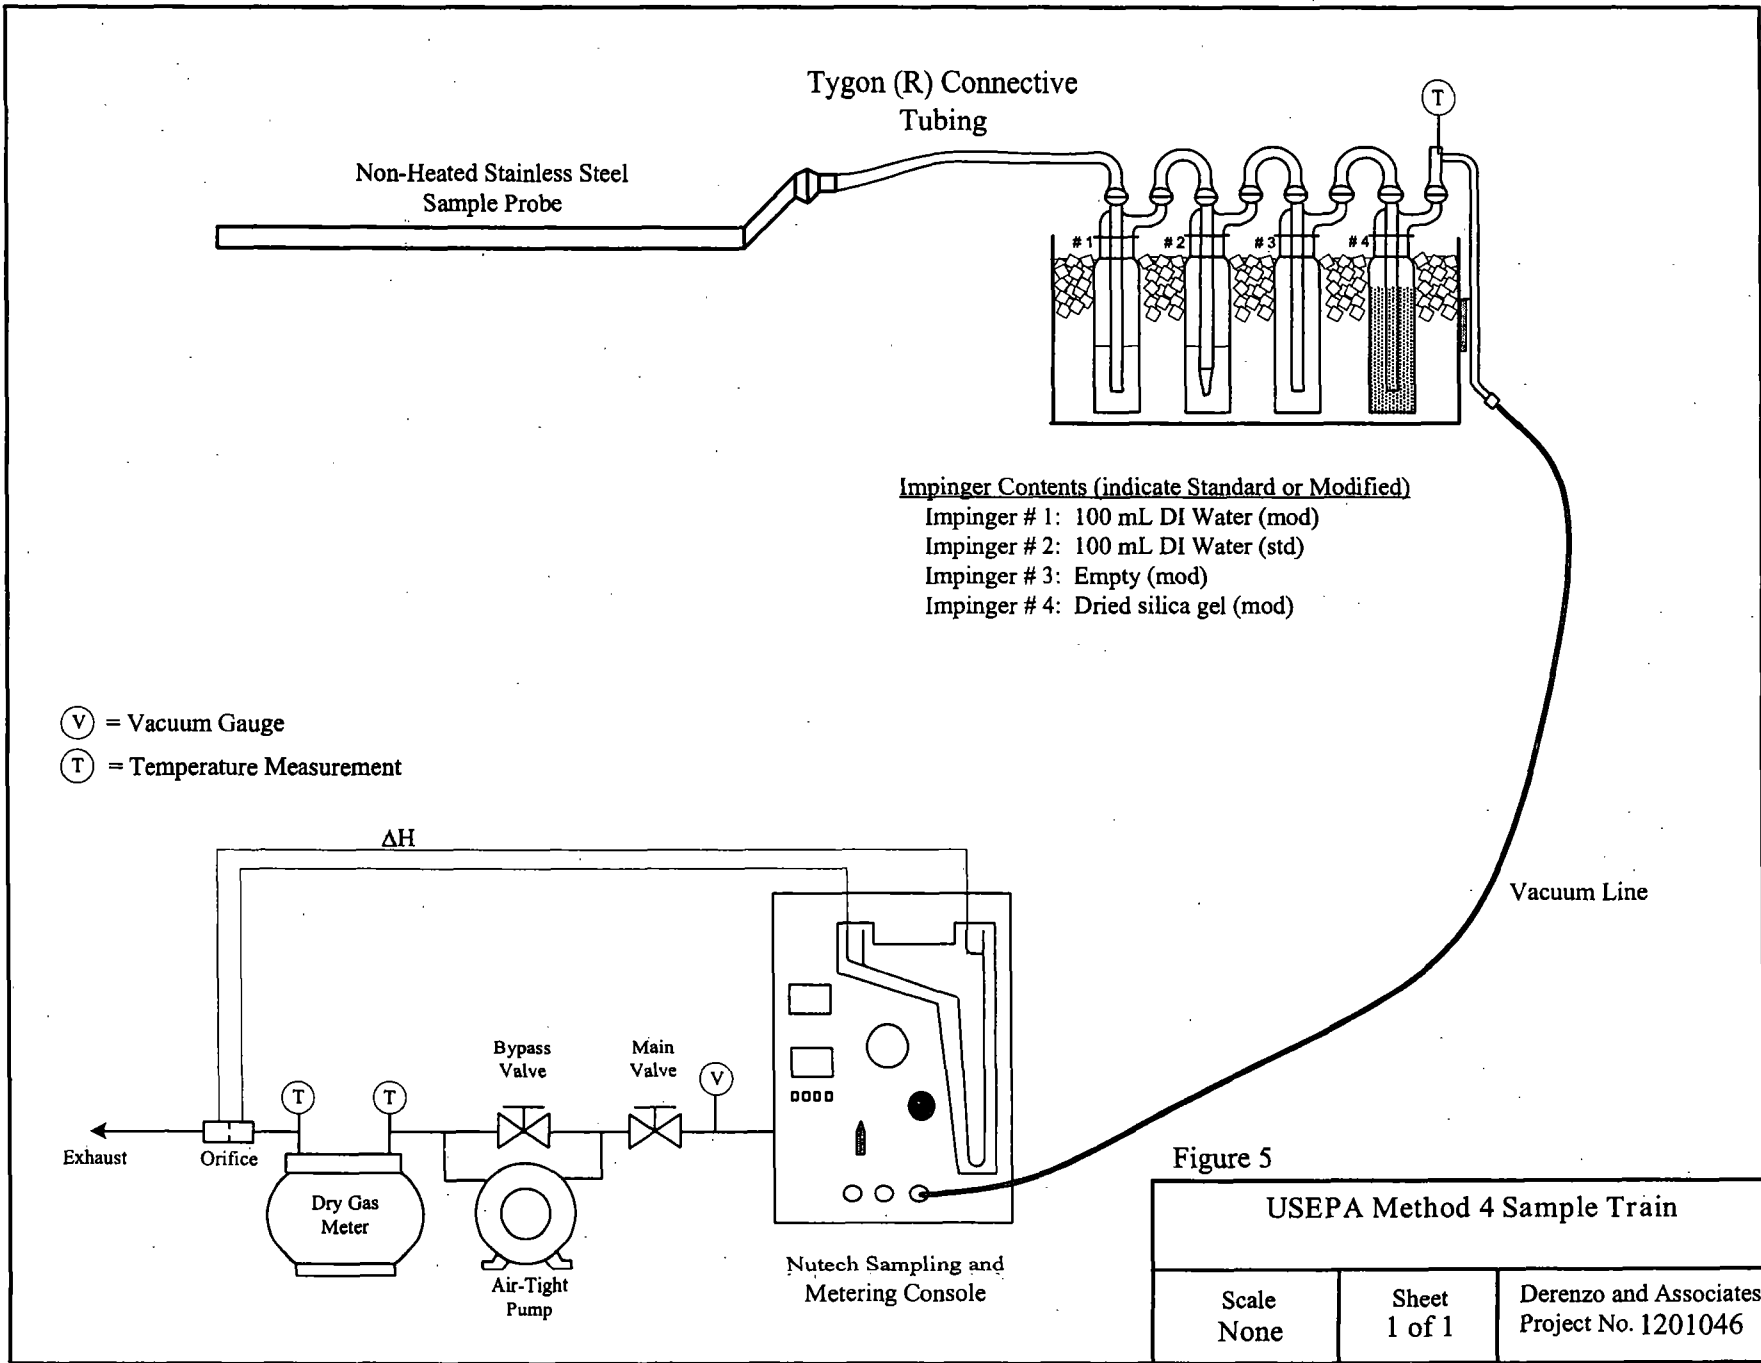 Tygon (R) Connective
Tubing
T
Non-Heated Stainless Steel
Sample Probe
# 1
# 2
# 3
# 4
Impinger Contents (indicate Standard or Modified)
Impinger # 1: 100 mL DI Water (mod)
Impinger # 2: 100 mL DI Water (std)
Impinger # 3: Empty (mod)
Impinger # 4: Dried silica gel (mod)
V = Vacuum Gauge
T = Temperature Measurement
ΔH
Vacuum Line
Bypass
Valve
Main
Valve
V
T
T
Exhaust
Orifice
Dry Gas
Meter
Air-Tight
Pump
Nutech Sampling and
Metering Console
Figure 5
USEPA Method 4 Sample Train
Scale
None
Sheet
1 of 1
Derenzo and Associates
Project No. 1201046